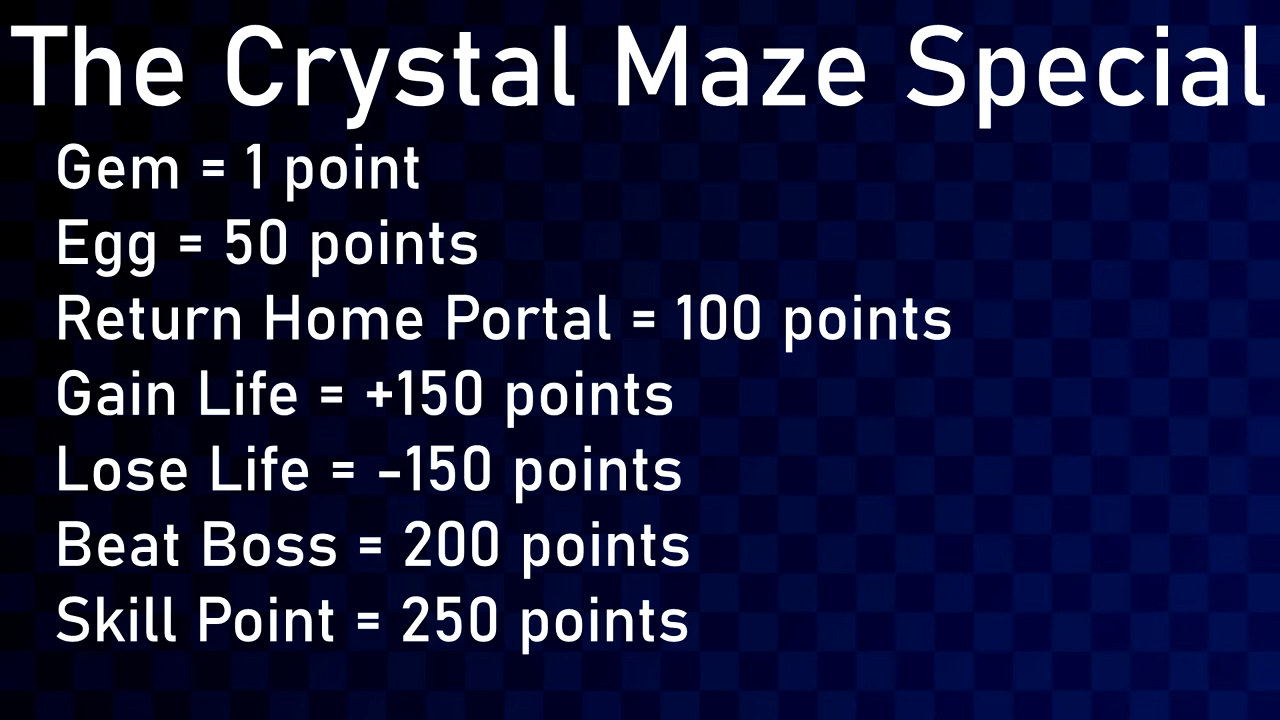 The Crystal Maze Special
Gem = 1 point
Egg = 50 points
Return Home Portal = 100 points
Gain Life = +150 points
Lose Life = -150 points
Beat Boss = 200 points
Skill Point = 250 points